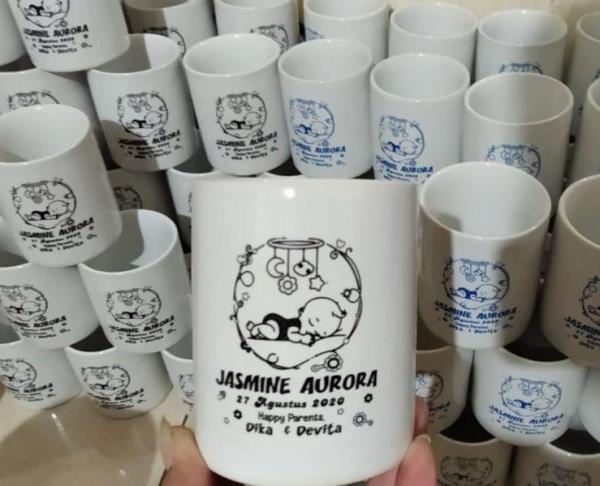 JASMINE AURORA
27 Agustus 2020
Happy Parents,
Dika & Devita